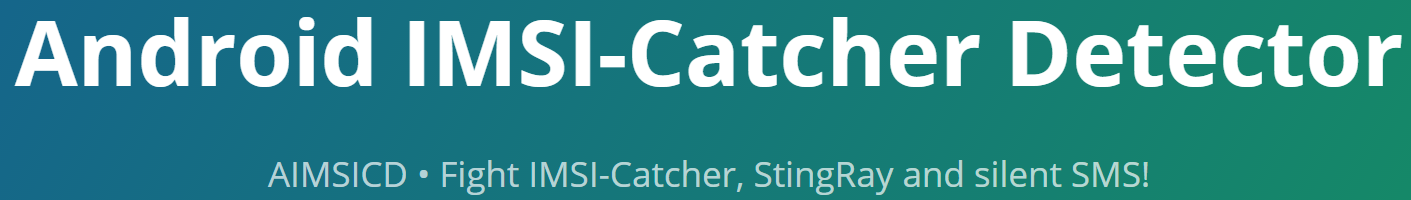 Android IMSI-Catcher Detector
AIMSICD • Fight IMSI-Catcher, StingRay and silent SMS!